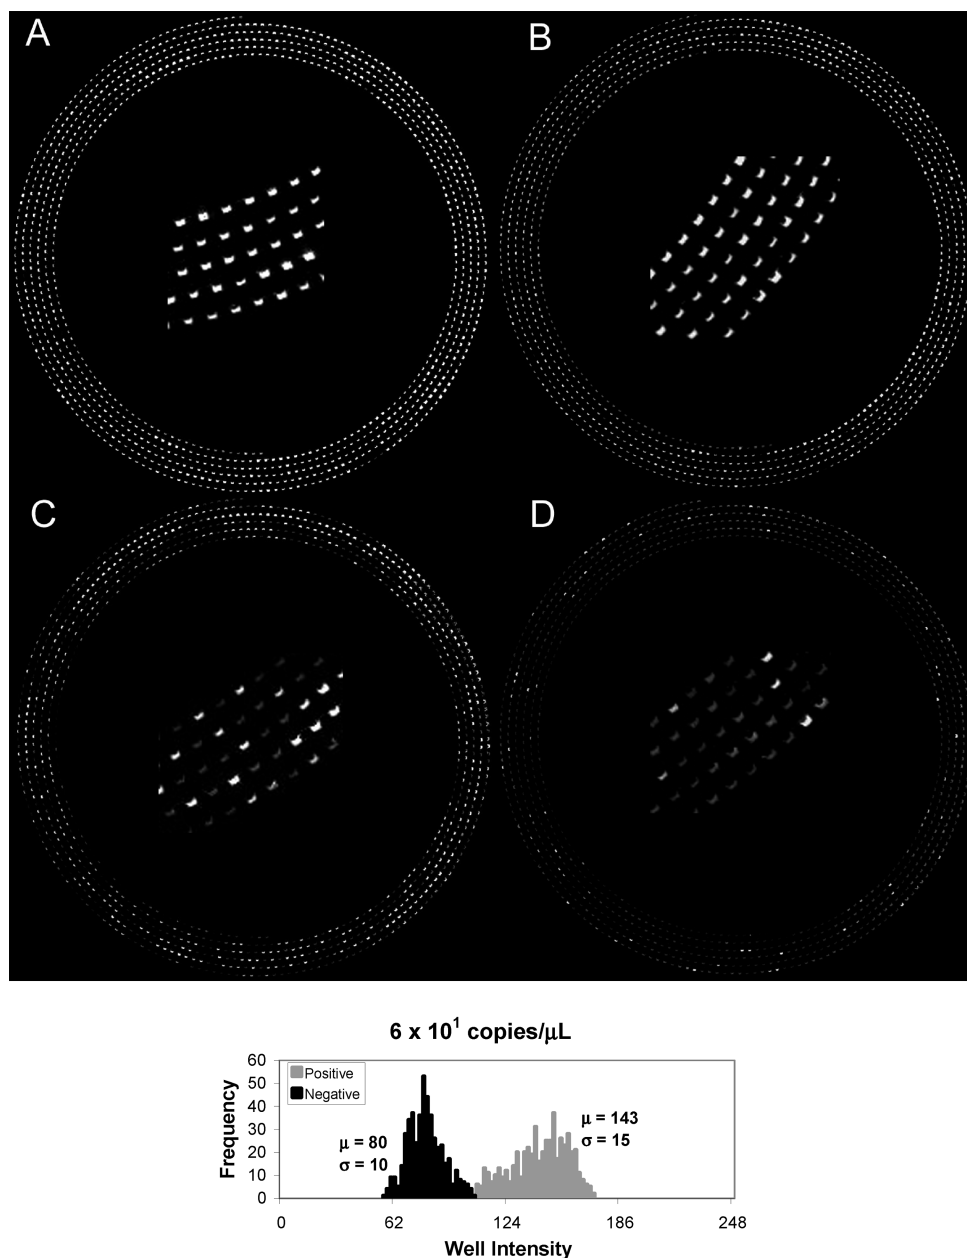 A
B
C
D
6 x 10¹ copies/μL
60
50
40
30
20
10
0
Frequency
Positive
Negative
μ = 80
σ = 10
μ = 143
σ = 15
0 62 124 186 248
Well Intensity